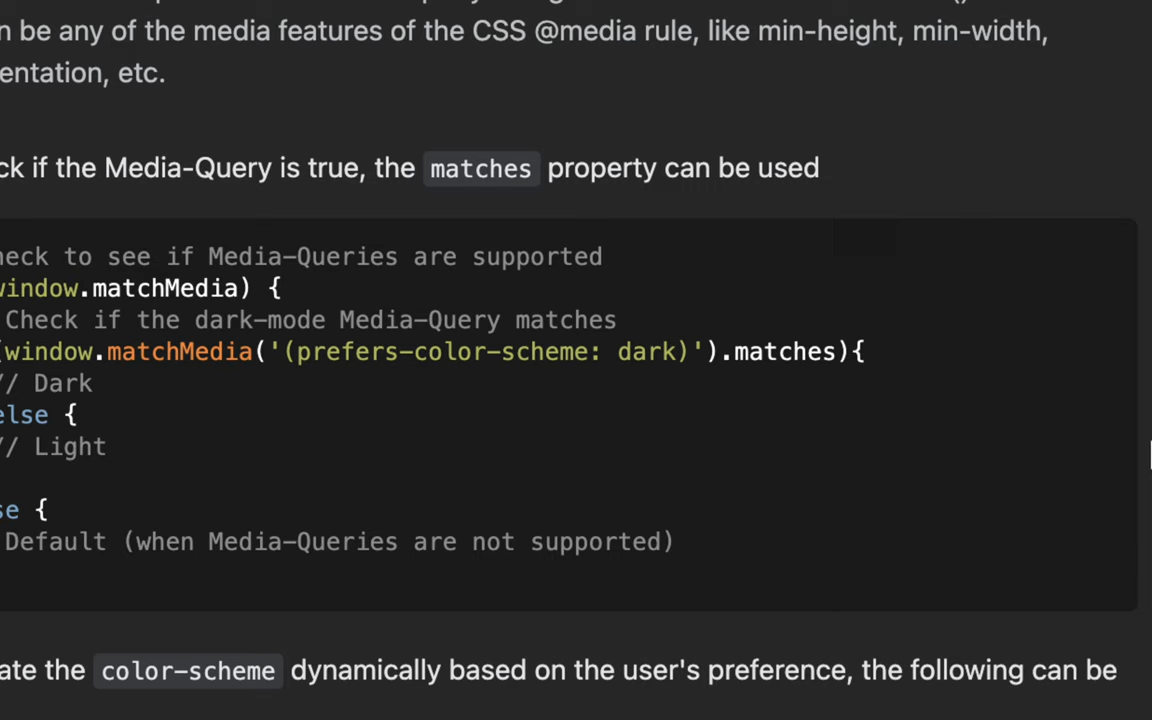 n be any of the media features of the CSS @media rule, like min-height, min-width,
entation, etc.
ck if the Media-Query is true, the matches property can be used
heck to see if Media-Queries are supported
window.matchMedia) {
Check if the dark-mode Media-Query matches
(window.matchMedia('(prefers-color-scheme: dark)').matches){
// Dark
else {
// Light
se {
Default (when Media-Queries are not supported)
ate the color-scheme dynamically based on the user's preference, the following can be